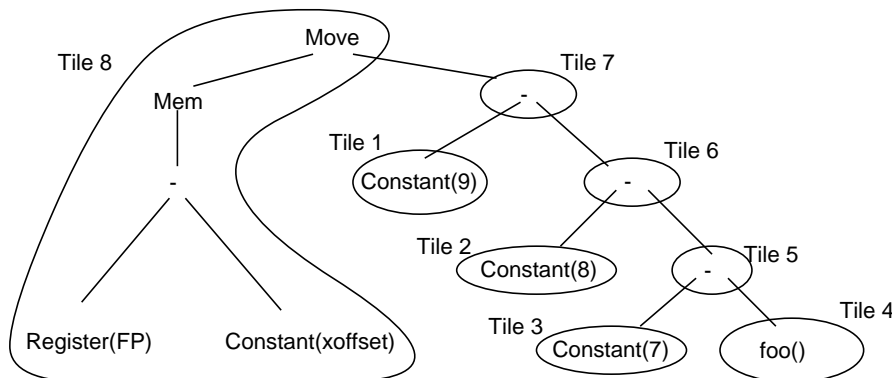 Move
Tile 8
Tile 7
Mem
-
Tile 1
Tile 6
Constant(9)
-
-
Tile 2
Tile 5
Constant(8)
-
Tile 4
Tile 3
Register(FP)
Constant(xoffset)
Constant(7)
foo()